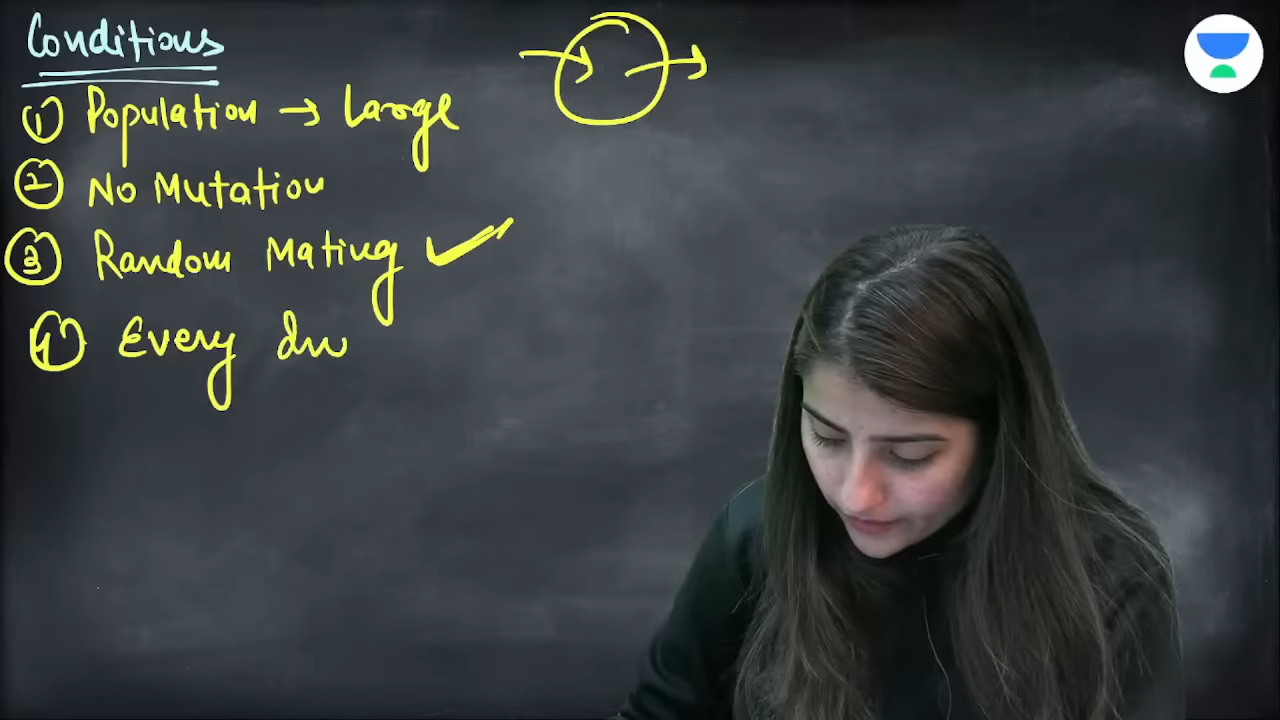 Conditions
① Population → Large
② No Mutation
③ Random Mating ✓
④ Every